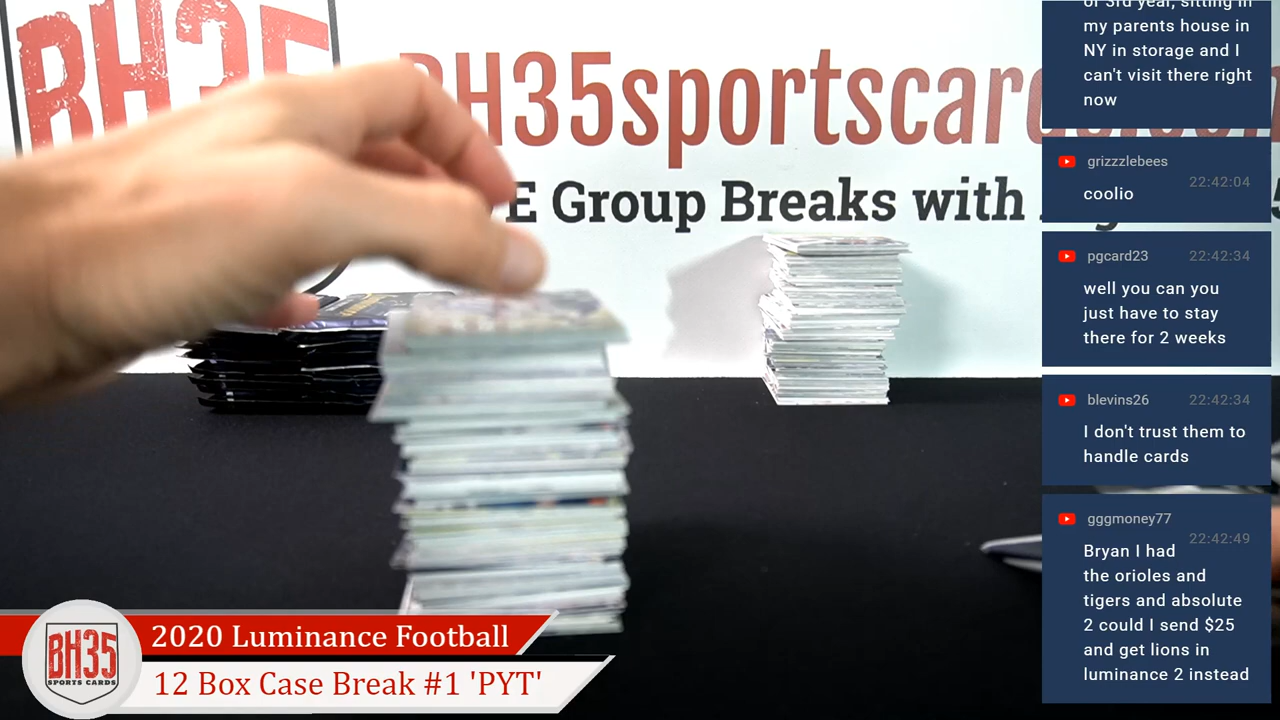 BH35
BH35sportscards.com
E Group Breaks with
2020 Luminance Football
12 Box Case Break #1 'PYT'
BH35
SPORTS CARDS
or 3rd year, sitting in
my parents house in
NY in storage and I
can't visit there right
now
grizzzlebees
22:42:04
coolio
pgcard23 22:42:34
well you can you
just have to stay
there for 2 weeks
blevins26 22:42:34
I don't trust them to
handle cards
gggmoney77
22:42:49
Bryan I had
the orioles and
tigers and absolute
2 could I send $25
and get lions in
luminance 2 instead